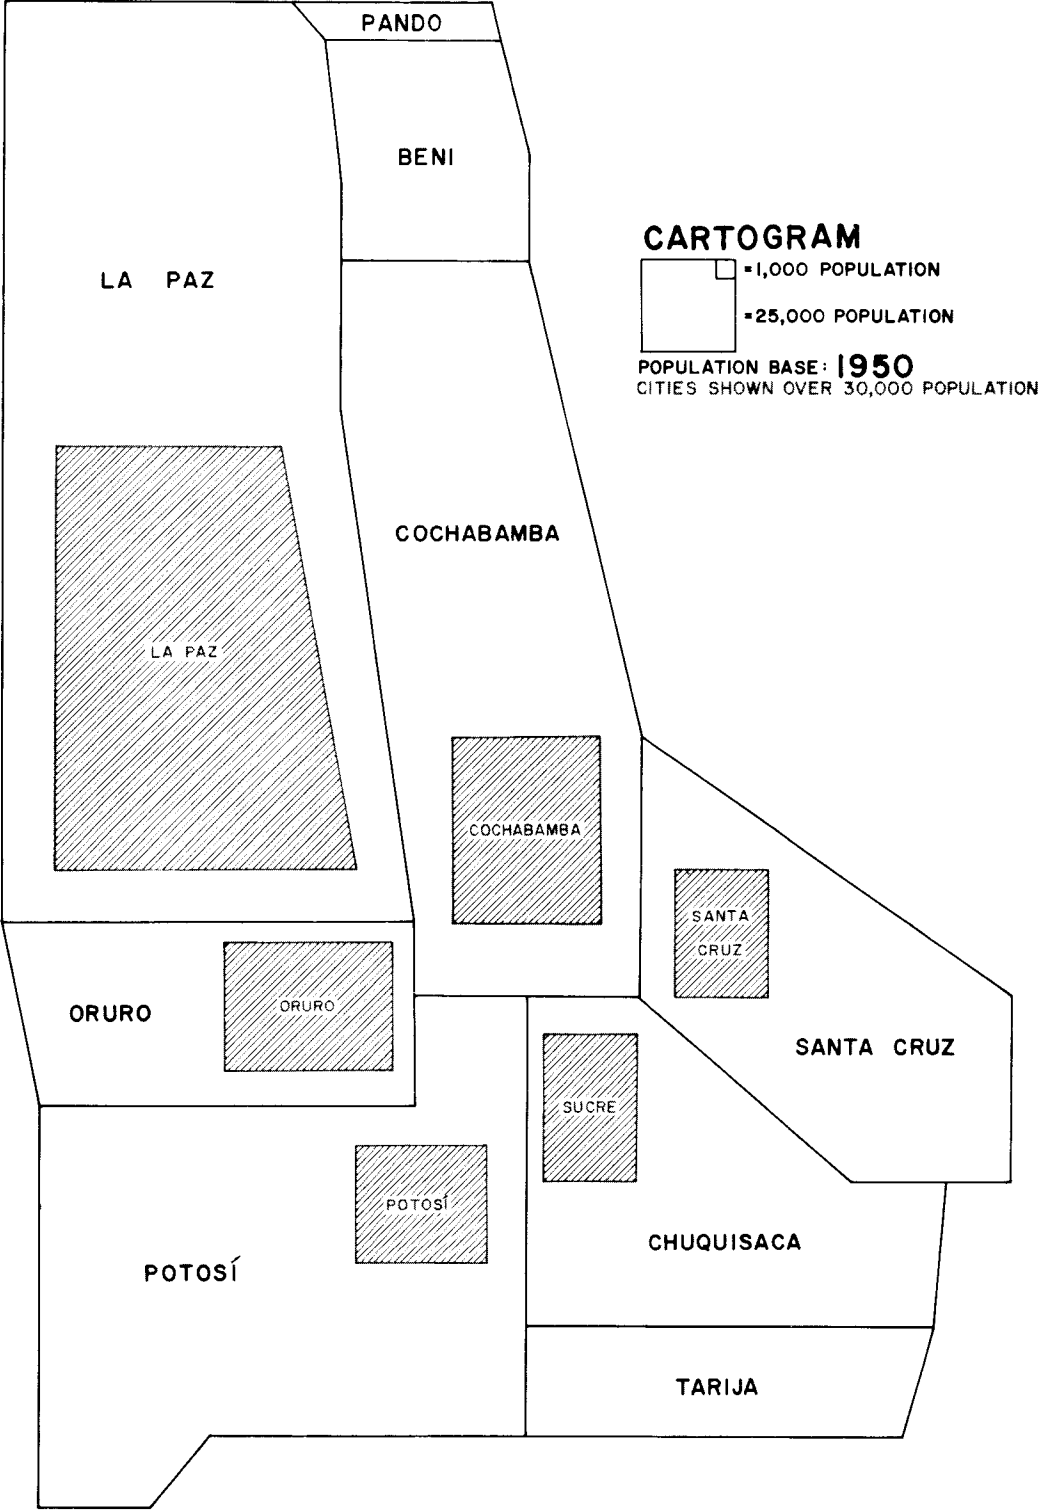 PANDO
BENI
CARTOGRAM
=1,000 POPULATION
=25,000 POPULATION
POPULATION BASE: 1950
CITIES SHOWN OVER 30,000 POPULATION
LA PAZ
COCHABAMBA
LA PAZ
COCHABAMBA
SANTA
CRUZ
ORURO
ORURO
SANTA CRUZ
SUCRE
POTOSÍ
CHUQUISACA
POTOSÍ
TARIJA